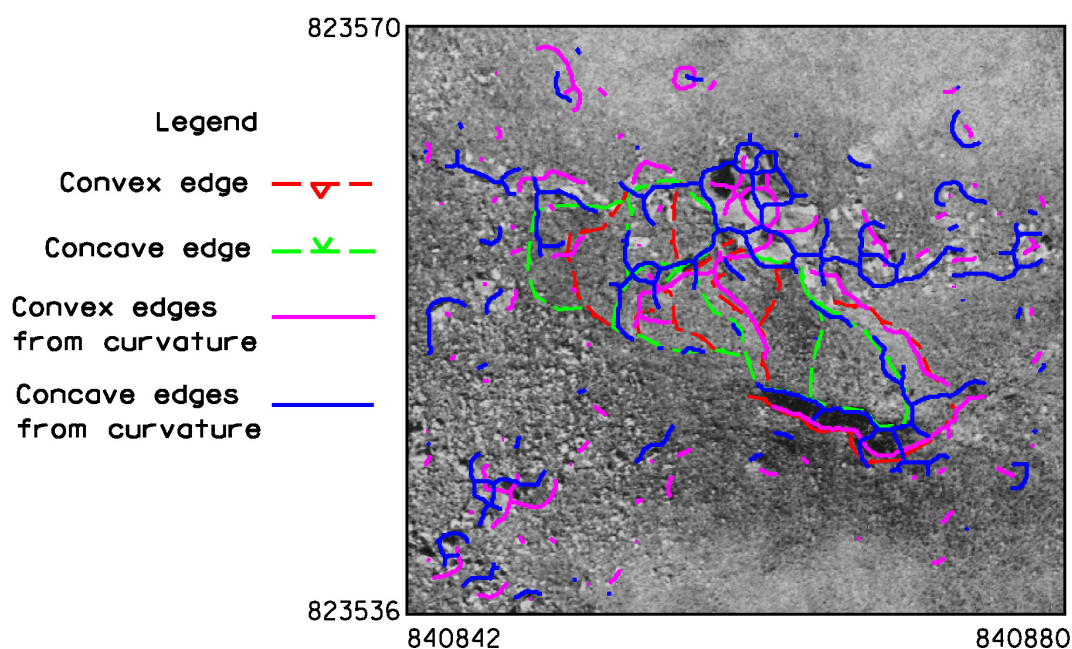 823570
Legend
Convex edge
Concave edge
Convex edges
from curvature
Concave edges
from curvature
823536
840842 840880